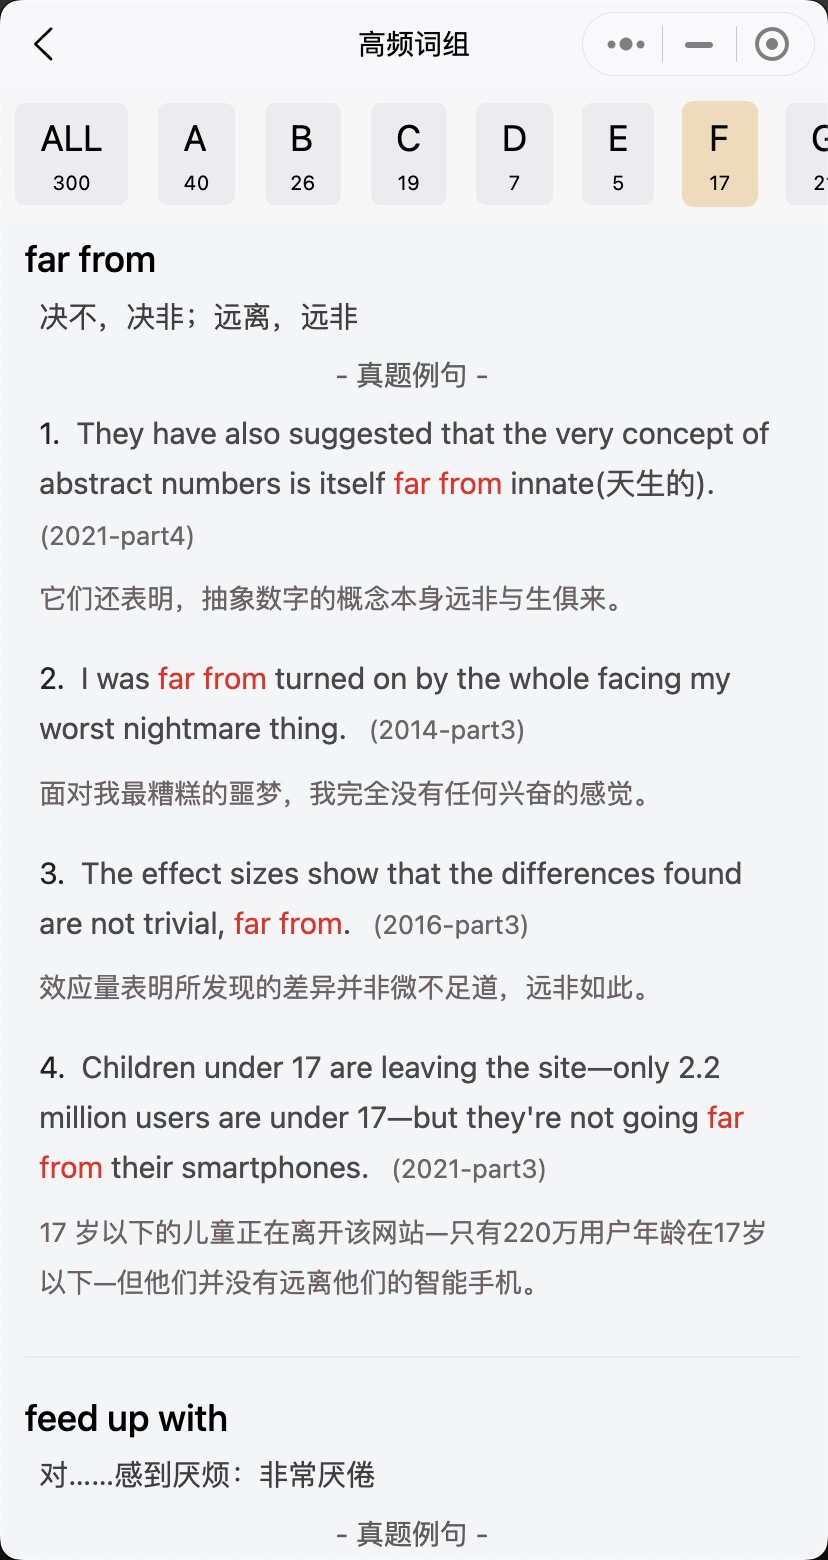 高频词组
ALL A B C D E F G
300 40 26 19 7 5 17
far from
决不，决非；远离，远非
- 真题例句 -
1. They have also suggested that the very concept of
abstract numbers is itself far from innate(天生的).
(2021-part4)
它们还表明，抽象数字的概念本身远非与生俱来。
2. I was far from turned on by the whole facing my
worst nightmare thing. (2014-part3)
面对我最糟糕的噩梦，我完全没有任何兴奋的感觉。
3. The effect sizes show that the differences found
are not trivial, far from. (2016-part3)
效应量表明所发现的差异并非微不足道，远非如此。
4. Children under 17 are leaving the site—only 2.2
million users are under 17—but they're not going far
from their smartphones. (2021-part3)
17 岁以下的儿童正在离开该网站—只有220万用户年龄在17岁
以下—但他们并没有远离他们的智能手机。
feed up with
对……感到厌烦：非常厌倦
- 真题例句 -